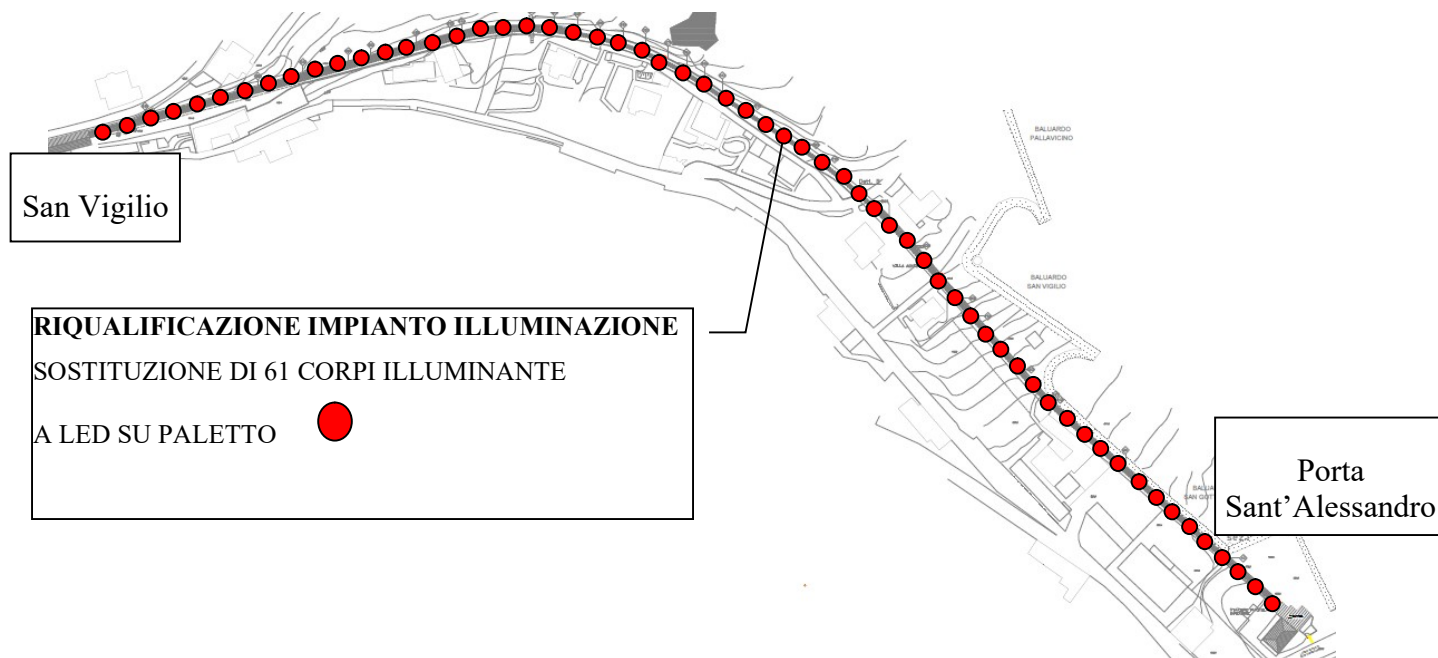 BALUARDO
PALLAVICINO
San Vigilio
BALUARDO
SAN VIGILIO
RIQUALIFICAZIONE IMPIANTO ILLUMINAZIONE
SOSTITUZIONE DI 61 CORPI ILLUMINANTE
A LED SU PALETTO
Porta
Sant’Alessandro